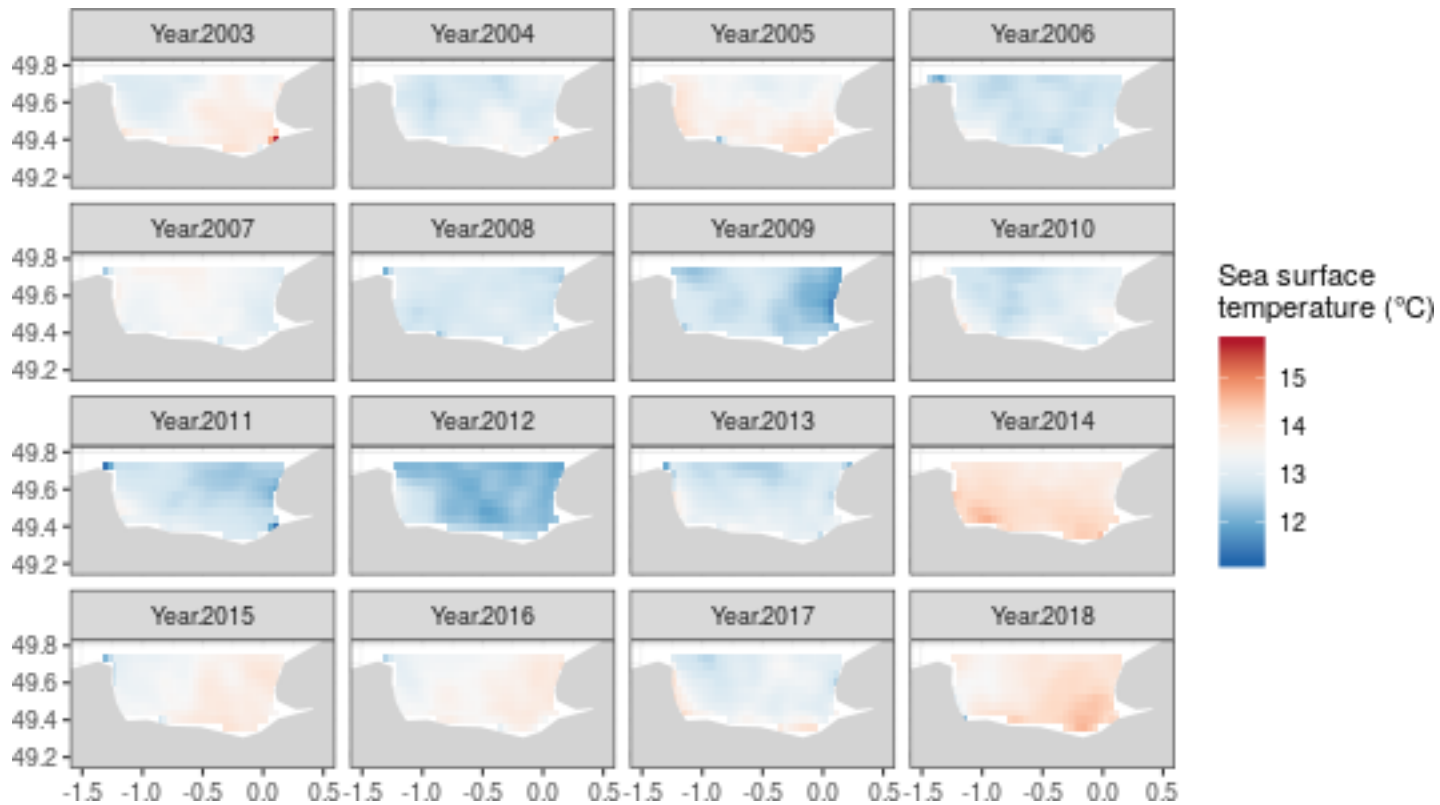 Year.2003 Year.2004 Year.2005 Year.2006
49.8
49.6
49.4
49.2
Year.2007 Year.2008 Year.2009 Year.2010
49.8
49.6
49.4
49.2
Year.2011 Year.2012 Year.2013 Year.2014
49.8
49.6
49.4
49.2
Year.2015 Year.2016 Year.2017 Year.2018
49.8
49.6
49.4
49.2
-1.5 -1.0 -0.5 0.0 0.5 -1.5 -1.0 -0.5 0.0 0.5 -1.5 -1.0 -0.5 0.0 0.5 -1.5 -1.0 -0.5 0.0 0.5
Sea surface
temperature (°C)
15
14
13
12